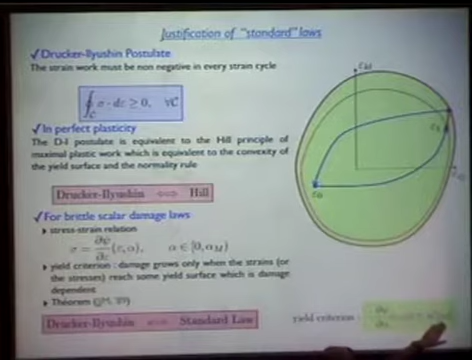 Justification of "standard" laws
✓Drucker-Ilyushin Postulate
The strain work must be non negative in every strain cycle
∮_C σ · dε ≥ 0, ∀C
✓In perfect plasticity
The D-I postulate is equivalent to the Hill principle of
maximal plastic work which is equivalent to the convexity of
the yield surface and the normality rule
Drucker-Ilyushin ⟺ Hill
✓For brittle scalar damage laws
▸ stress-strain relation
σ = ∂ψ/∂ε (ε, α), α ∈ [0, α_M)
▸ yield criterion : damage grows only when the strains (or
the stresses) reach some yield surface which is damage
dependent
▸ Théorem
Drucker-Ilyushin ⟺ Standard Law
yield criterion :